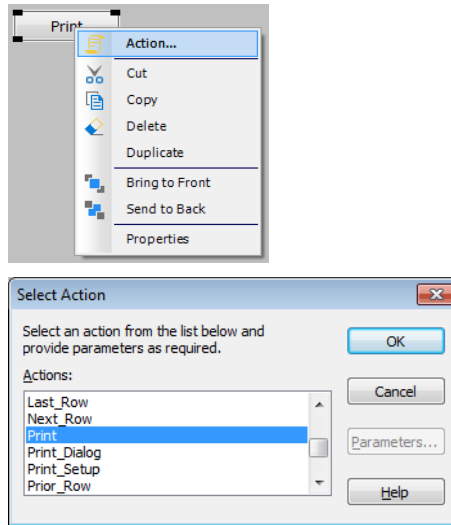 Print
Action...
Cut
Copy
Delete
Duplicate
Bring to Front
Send to Back
Properties
Select Action
Select an action from the list below and
provide parameters as required.
OK
Actions:
Cancel
Last_Row
Next_Row
Print
Parameters...
Print_Dialog
Print_Setup
Prior_Row
Help